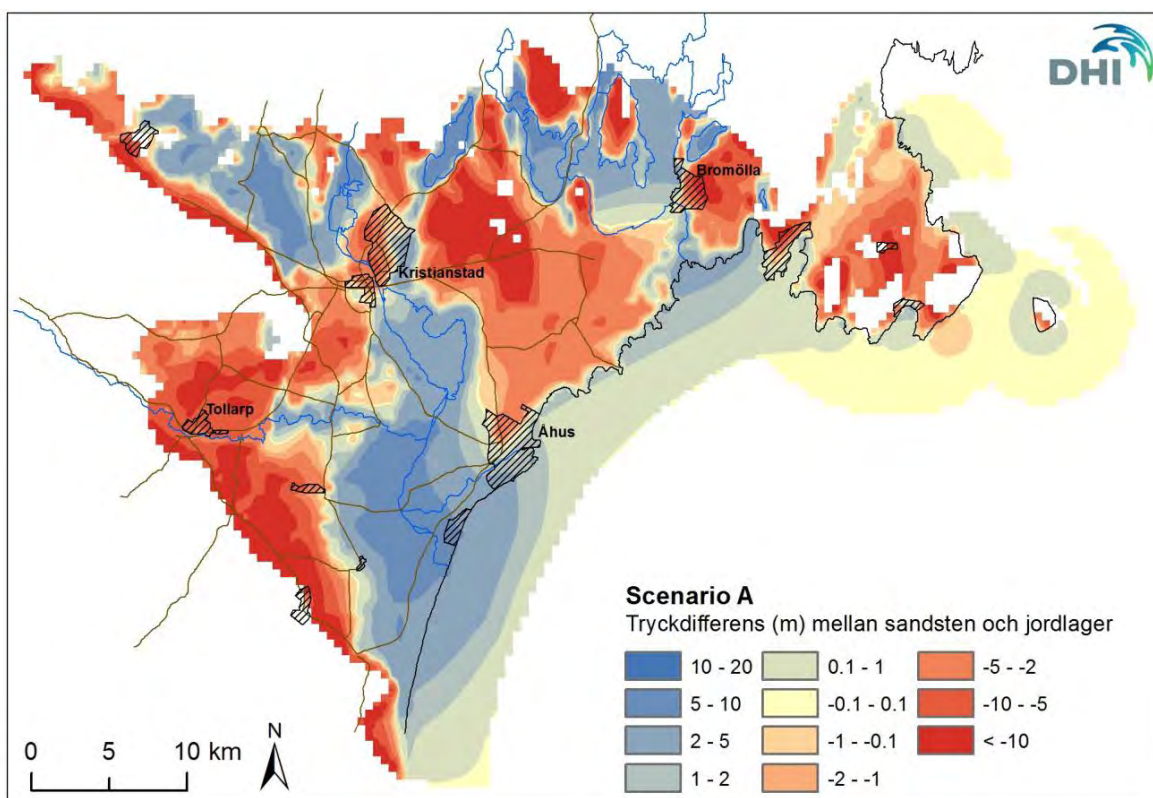 DHI
Bromölla
Kristianstad
Tollarp
Åhus
Scenario A
Tryckdifferens (m) mellan sandsten och jordlager
10 - 20
5 - 10
2 - 5
1 - 2
0.1 - 1
-0.1 - 0.1
-1 - -0.1
-2 - -1
-5 - -2
-10 - -5
< -10
0 5 10 km
N